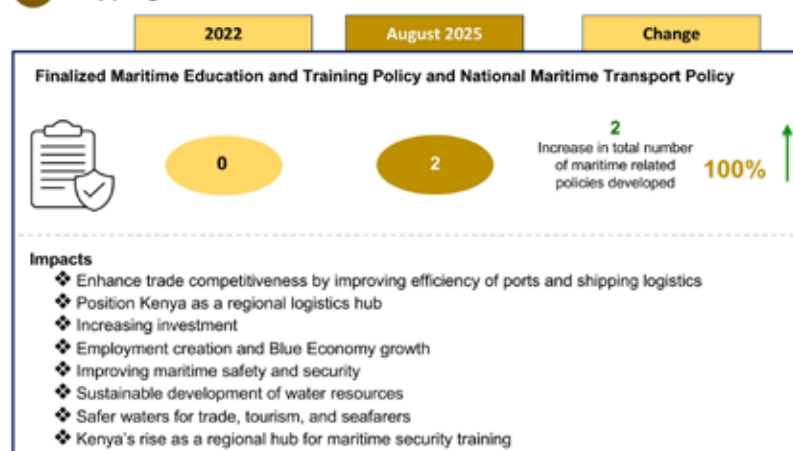 2022
August 2025
Change
Finalized Maritime Education and Training Policy and National Maritime Transport Policy
0
2
2
Increase in total number
of maritime related
policies developed
100%
Impacts
❖ Enhance trade competitiveness by improving efficiency of ports and shipping logistics
❖ Position Kenya as a regional logistics hub
❖ Increasing investment
❖ Employment creation and Blue Economy growth
❖ Improving maritime safety and security
❖ Sustainable development of water resources
❖ Safer waters for trade, tourism, and seafarers
❖ Kenya's rise as a regional hub for maritime security training